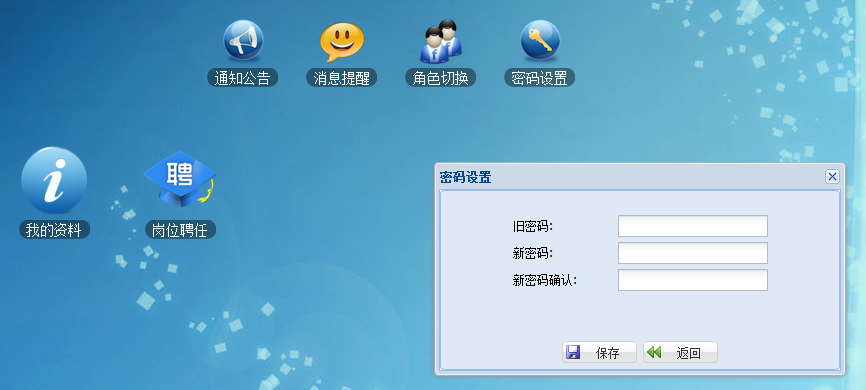 通知公告
消息提醒
角色切换
密码设置
聘
我的资料
岗位聘任
密码设置
旧密码:
新密码:
新密码确认:
保存
返回